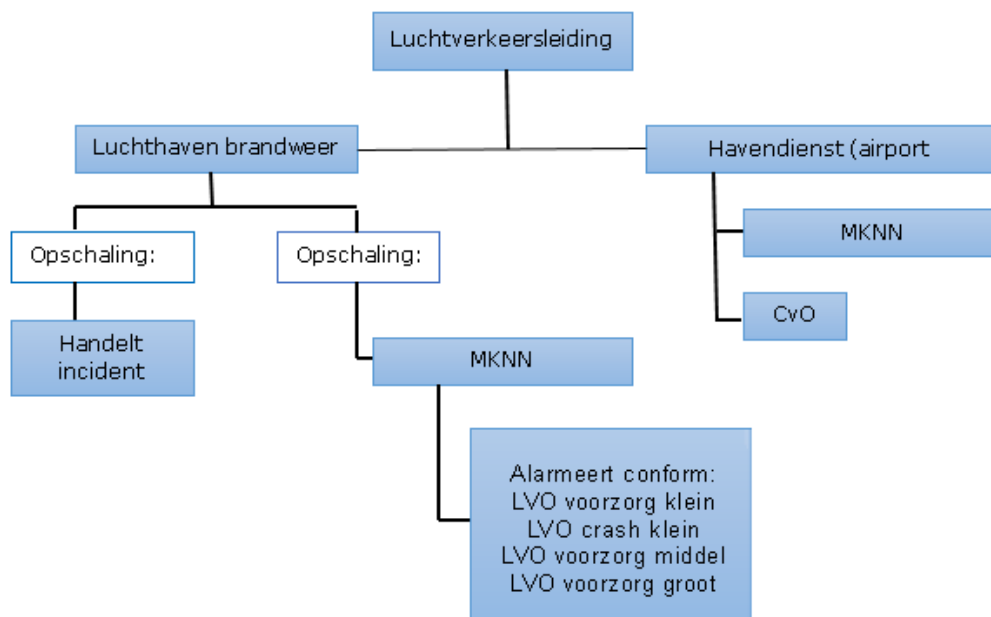 Luchtverkeersleiding
Luchthaven brandweer
Havendienst (airport
Opschaling:
Opschaling:
MKNN
CvO
Handelt
incident
MKNN
Alarmeert conform:
LVO voorzorg klein
LVO crash klein
LVO voorzorg middel
LVO voorzorg groot